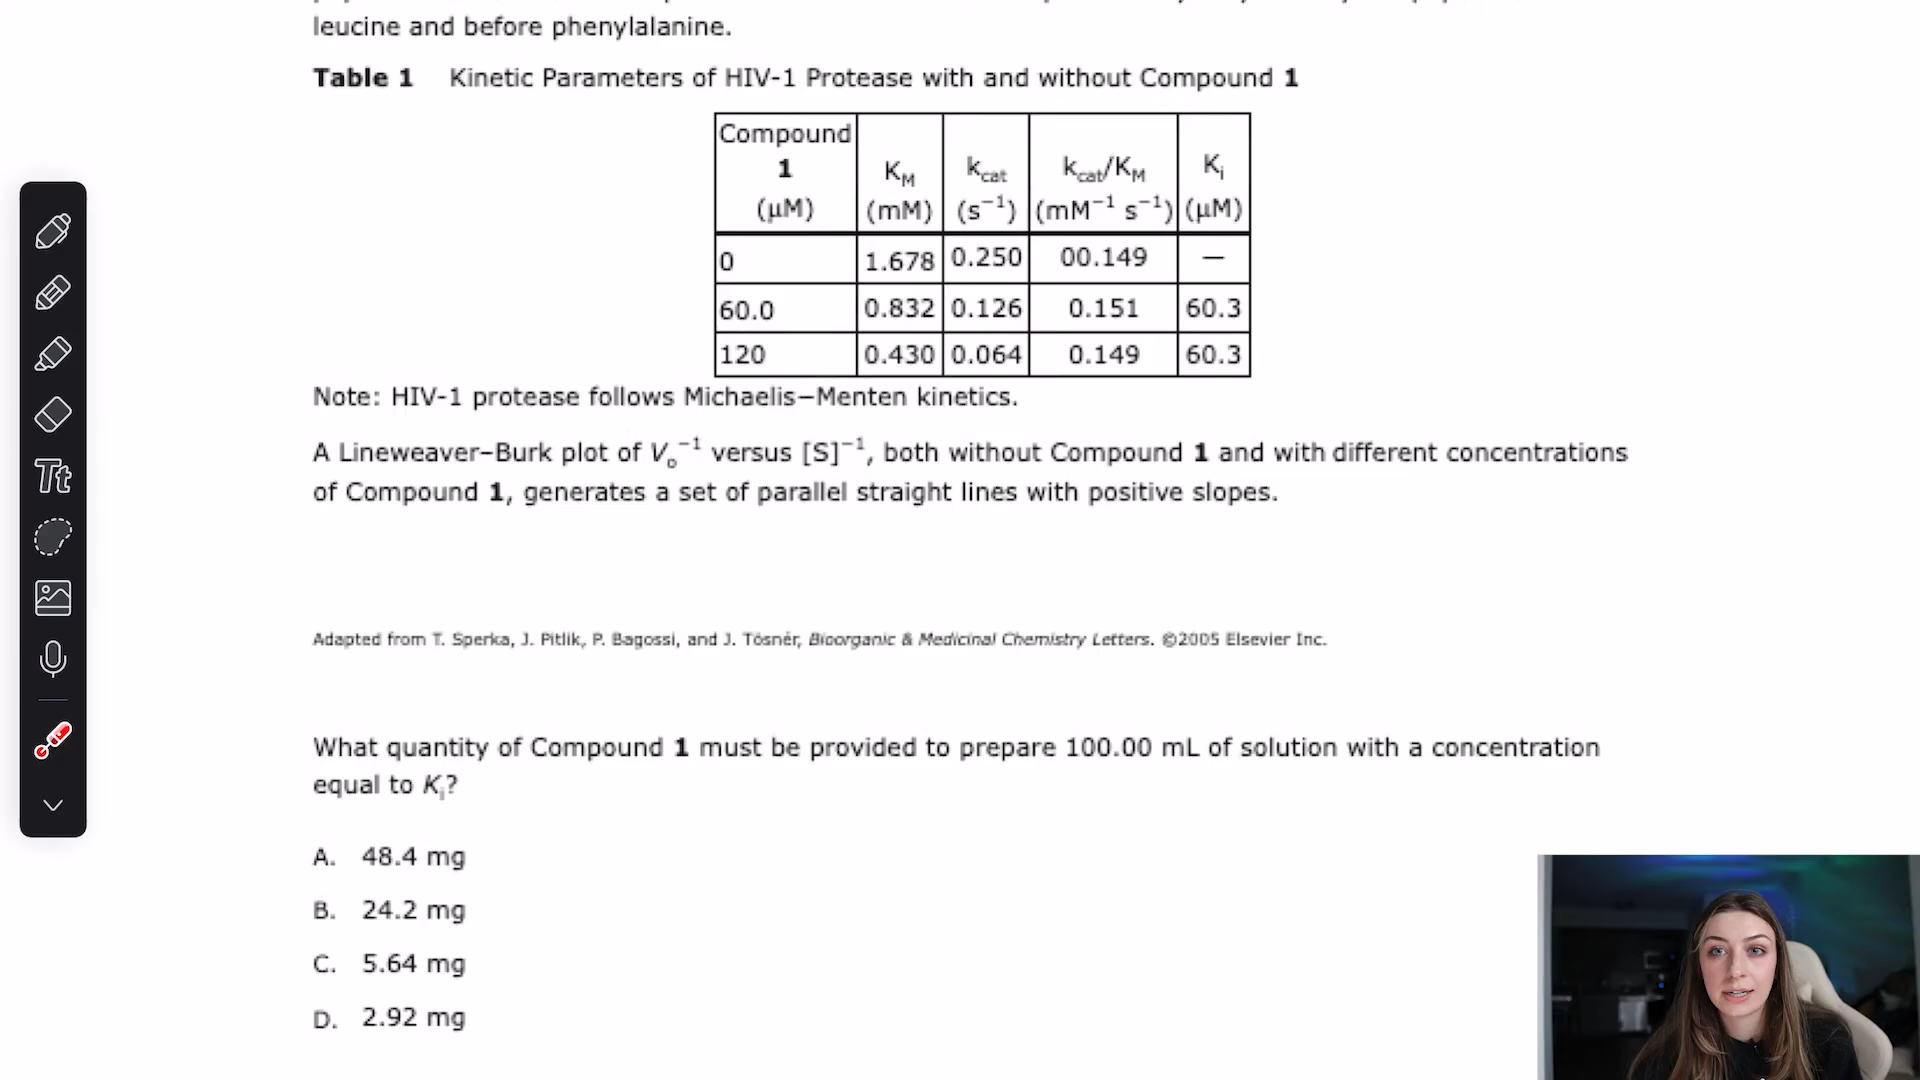 leucine and before phenylalanine.
Table 1 Kinetic Parameters of HIV-1 Protease with and without Compound 1
Compound 1 (μM) K_M (mM) k_cat (s⁻¹) k_cat/K_M (mM⁻¹ s⁻¹) K_i (μM)
0 1.678 0.250 00.149 —
60.0 0.832 0.126 0.151 60.3
120 0.430 0.064 0.149 60.3
Note: HIV-1 protease follows Michaelis–Menten kinetics.
A Lineweaver–Burk plot of V_o⁻¹ versus [S]⁻¹, both without Compound 1 and with different concentrations
of Compound 1, generates a set of parallel straight lines with positive slopes.
Adapted from T. Sperka, J. Pitlik, P. Bagossi, and J. Tösnér, Bioorganic & Medicinal Chemistry Letters. ©2005 Elsevier Inc.
What quantity of Compound 1 must be provided to prepare 100.00 mL of solution with a concentration
equal to K_i?
A. 48.4 mg
B. 24.2 mg
C. 5.64 mg
D. 2.92 mg
Tt